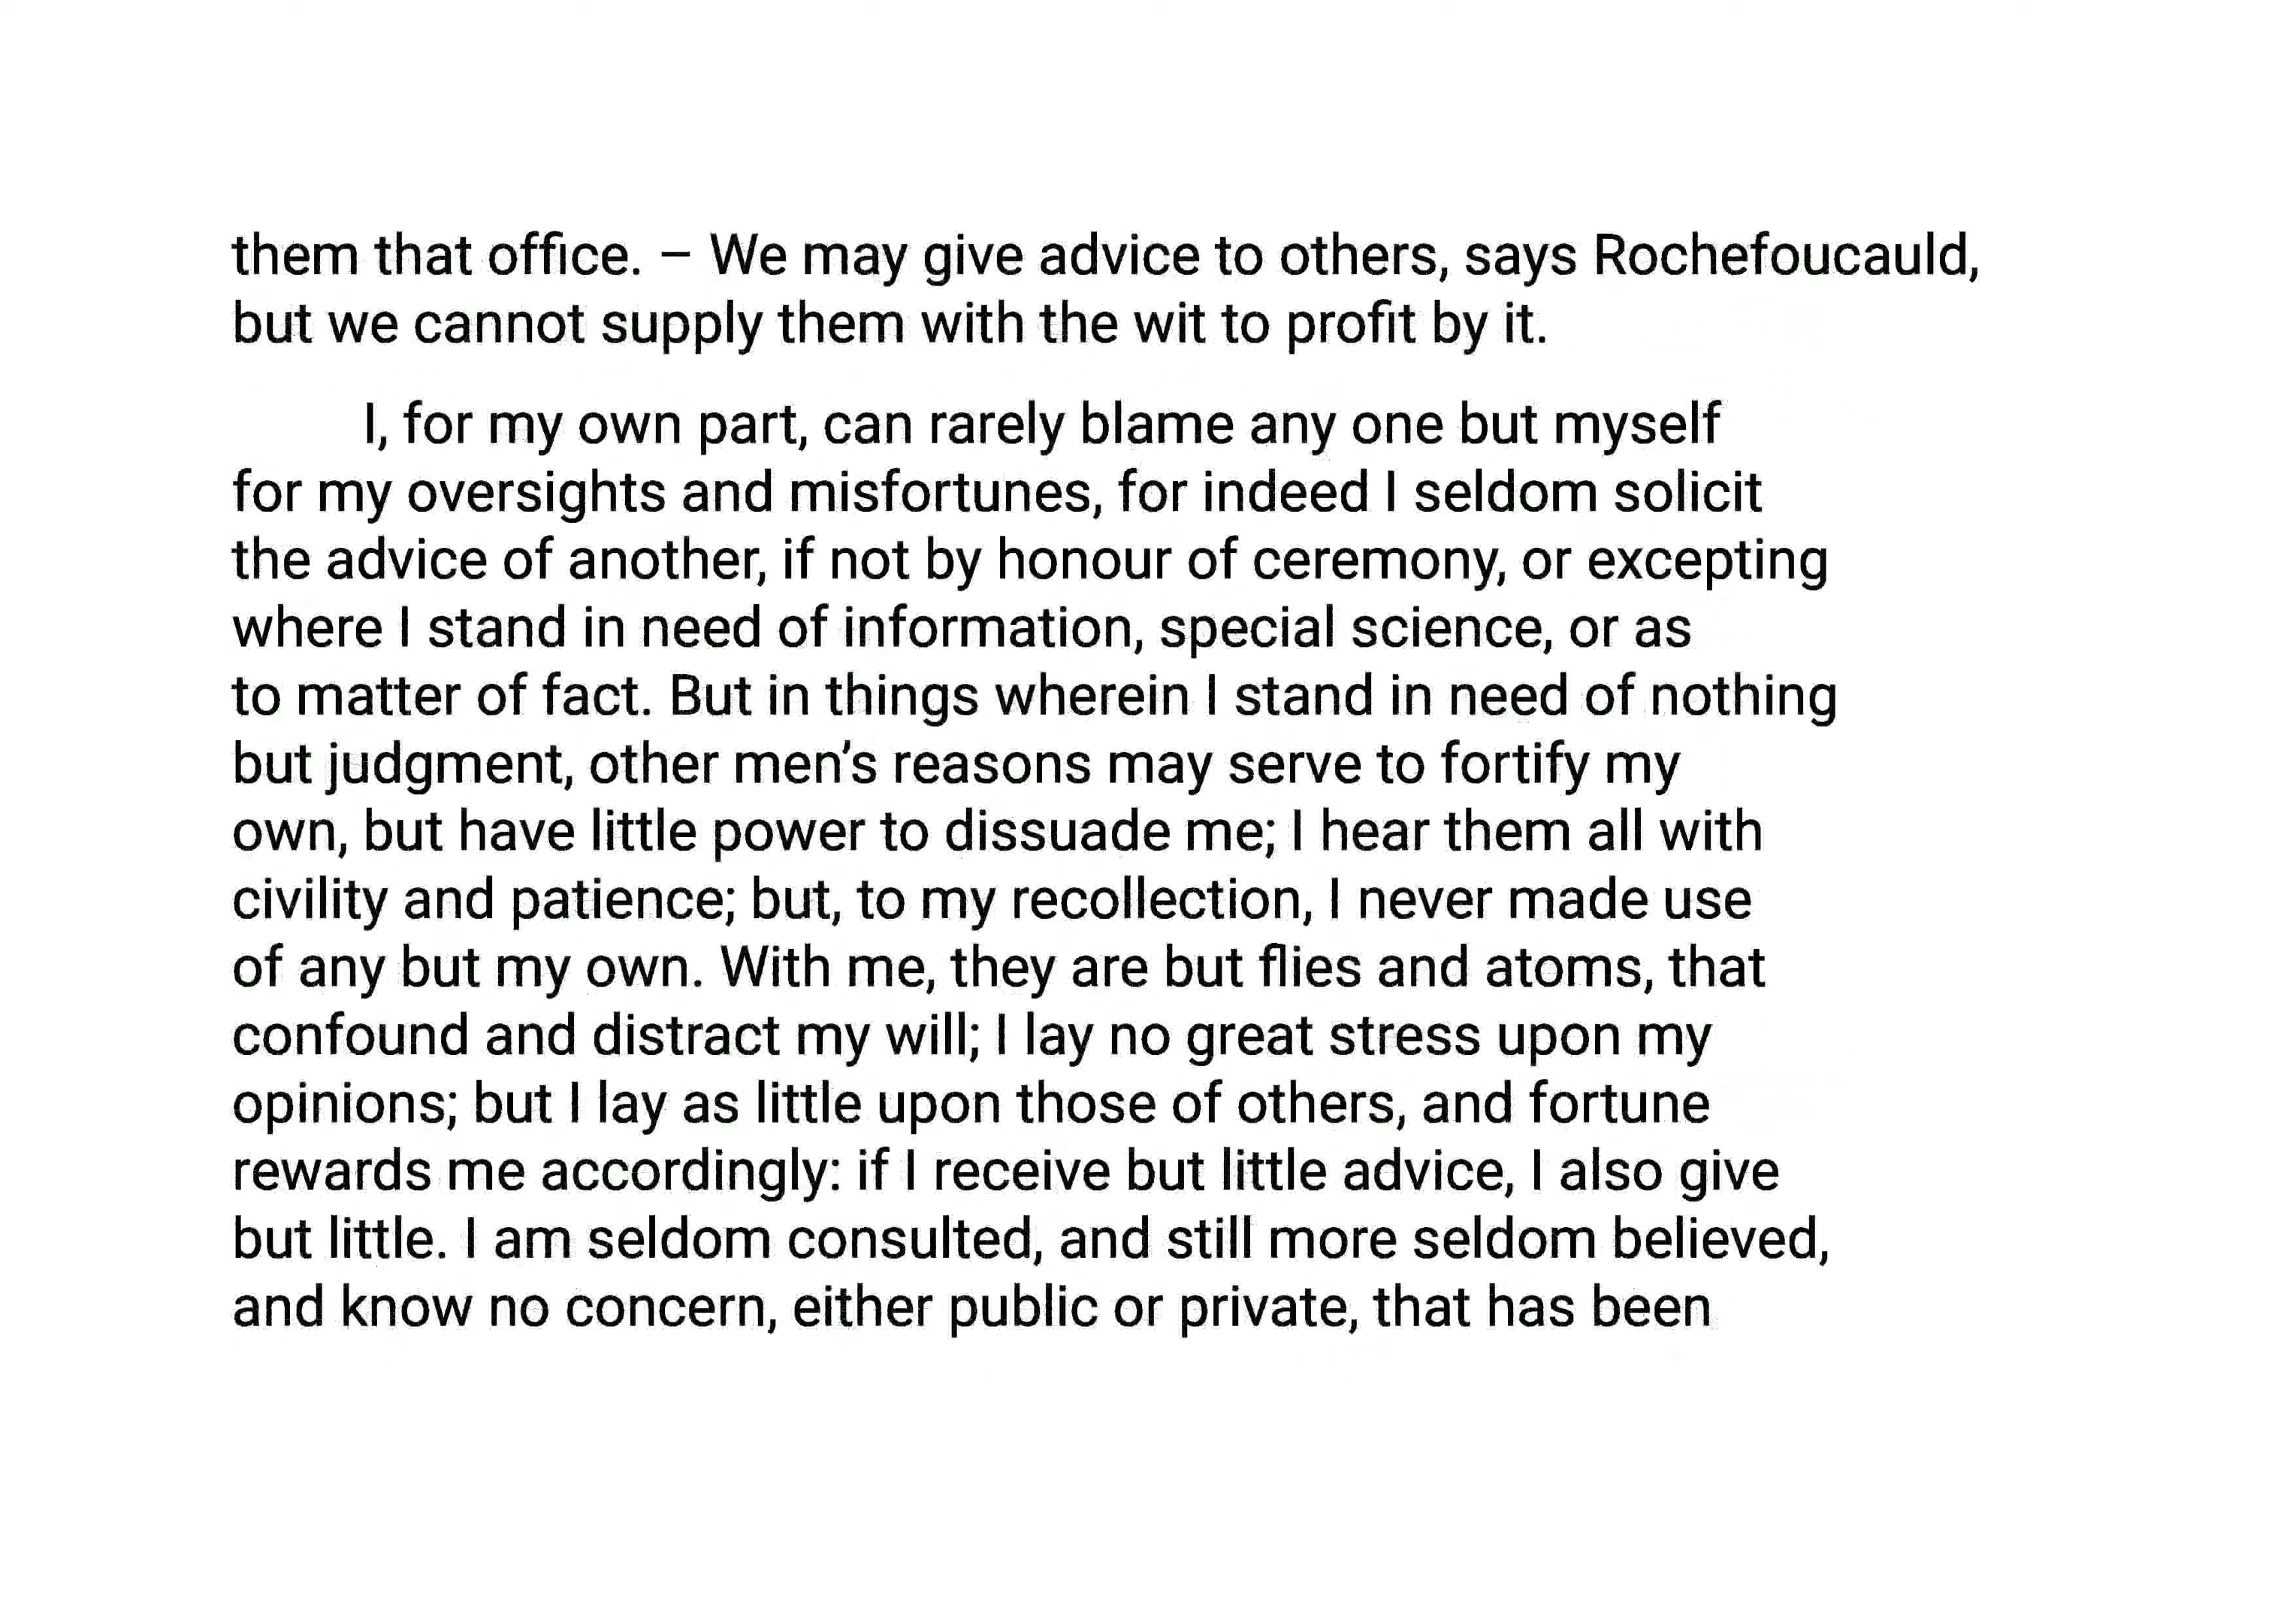 them that office. – We may give advice to others, says Rochefoucauld,
but we cannot supply them with the wit to profit by it.
I, for my own part, can rarely blame any one but myself
for my oversights and misfortunes, for indeed I seldom solicit
the advice of another, if not by honour of ceremony, or excepting
where I stand in need of information, special science, or as
to matter of fact. But in things wherein I stand in need of nothing
but judgment, other men’s reasons may serve to fortify my
own, but have little power to dissuade me; I hear them all with
civility and patience; but, to my recollection, I never made use
of any but my own. With me, they are but flies and atoms, that
confound and distract my will; I lay no great stress upon my
opinions; but I lay as little upon those of others, and fortune
rewards me accordingly: if I receive but little advice, I also give
but little. I am seldom consulted, and still more seldom believed,
and know no concern, either public or private, that has been